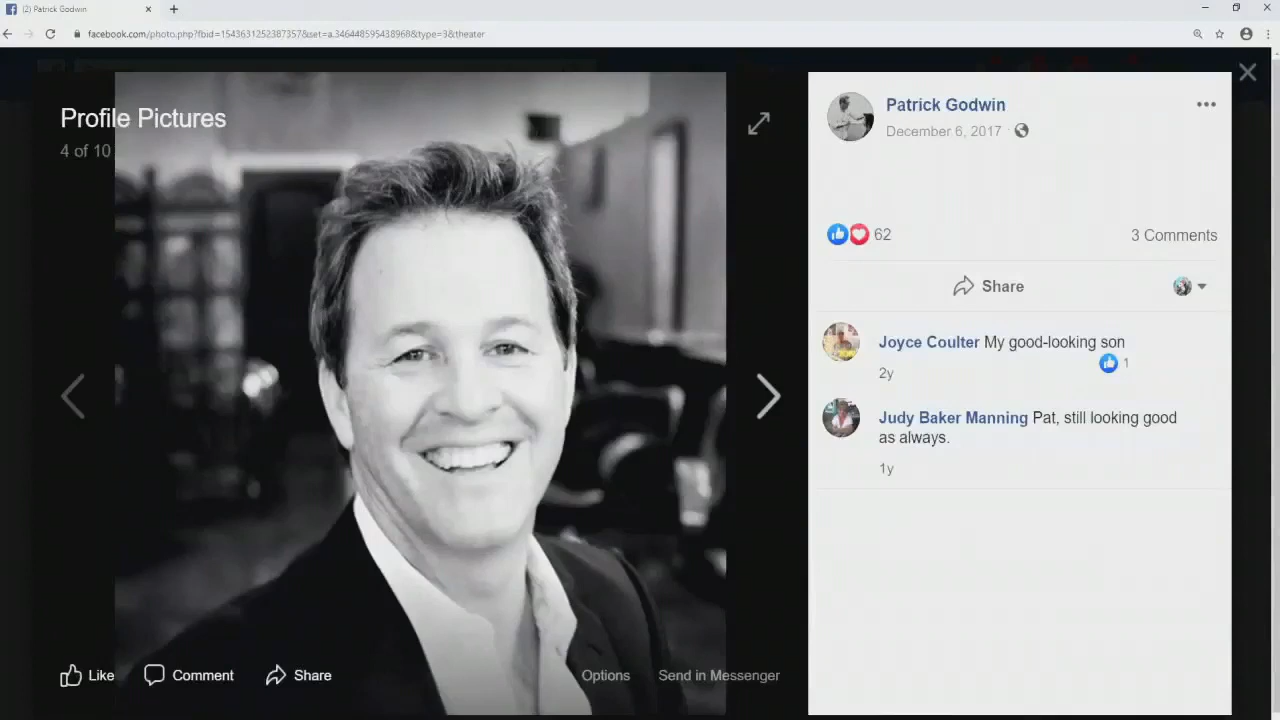 (2) Patrick Godwin
facebook.com/photo.php?fbid=1543631252387357&set=a.346448595438968&type=3&theater
Profile Pictures
4 of 10
Patrick Godwin
December 6, 2017
62
3 Comments
Share
Joyce Coulter My good-looking son
1
2y
Judy Baker Manning Pat, still looking good
as always.
1y
Like Comment Share Options Send in Messenger